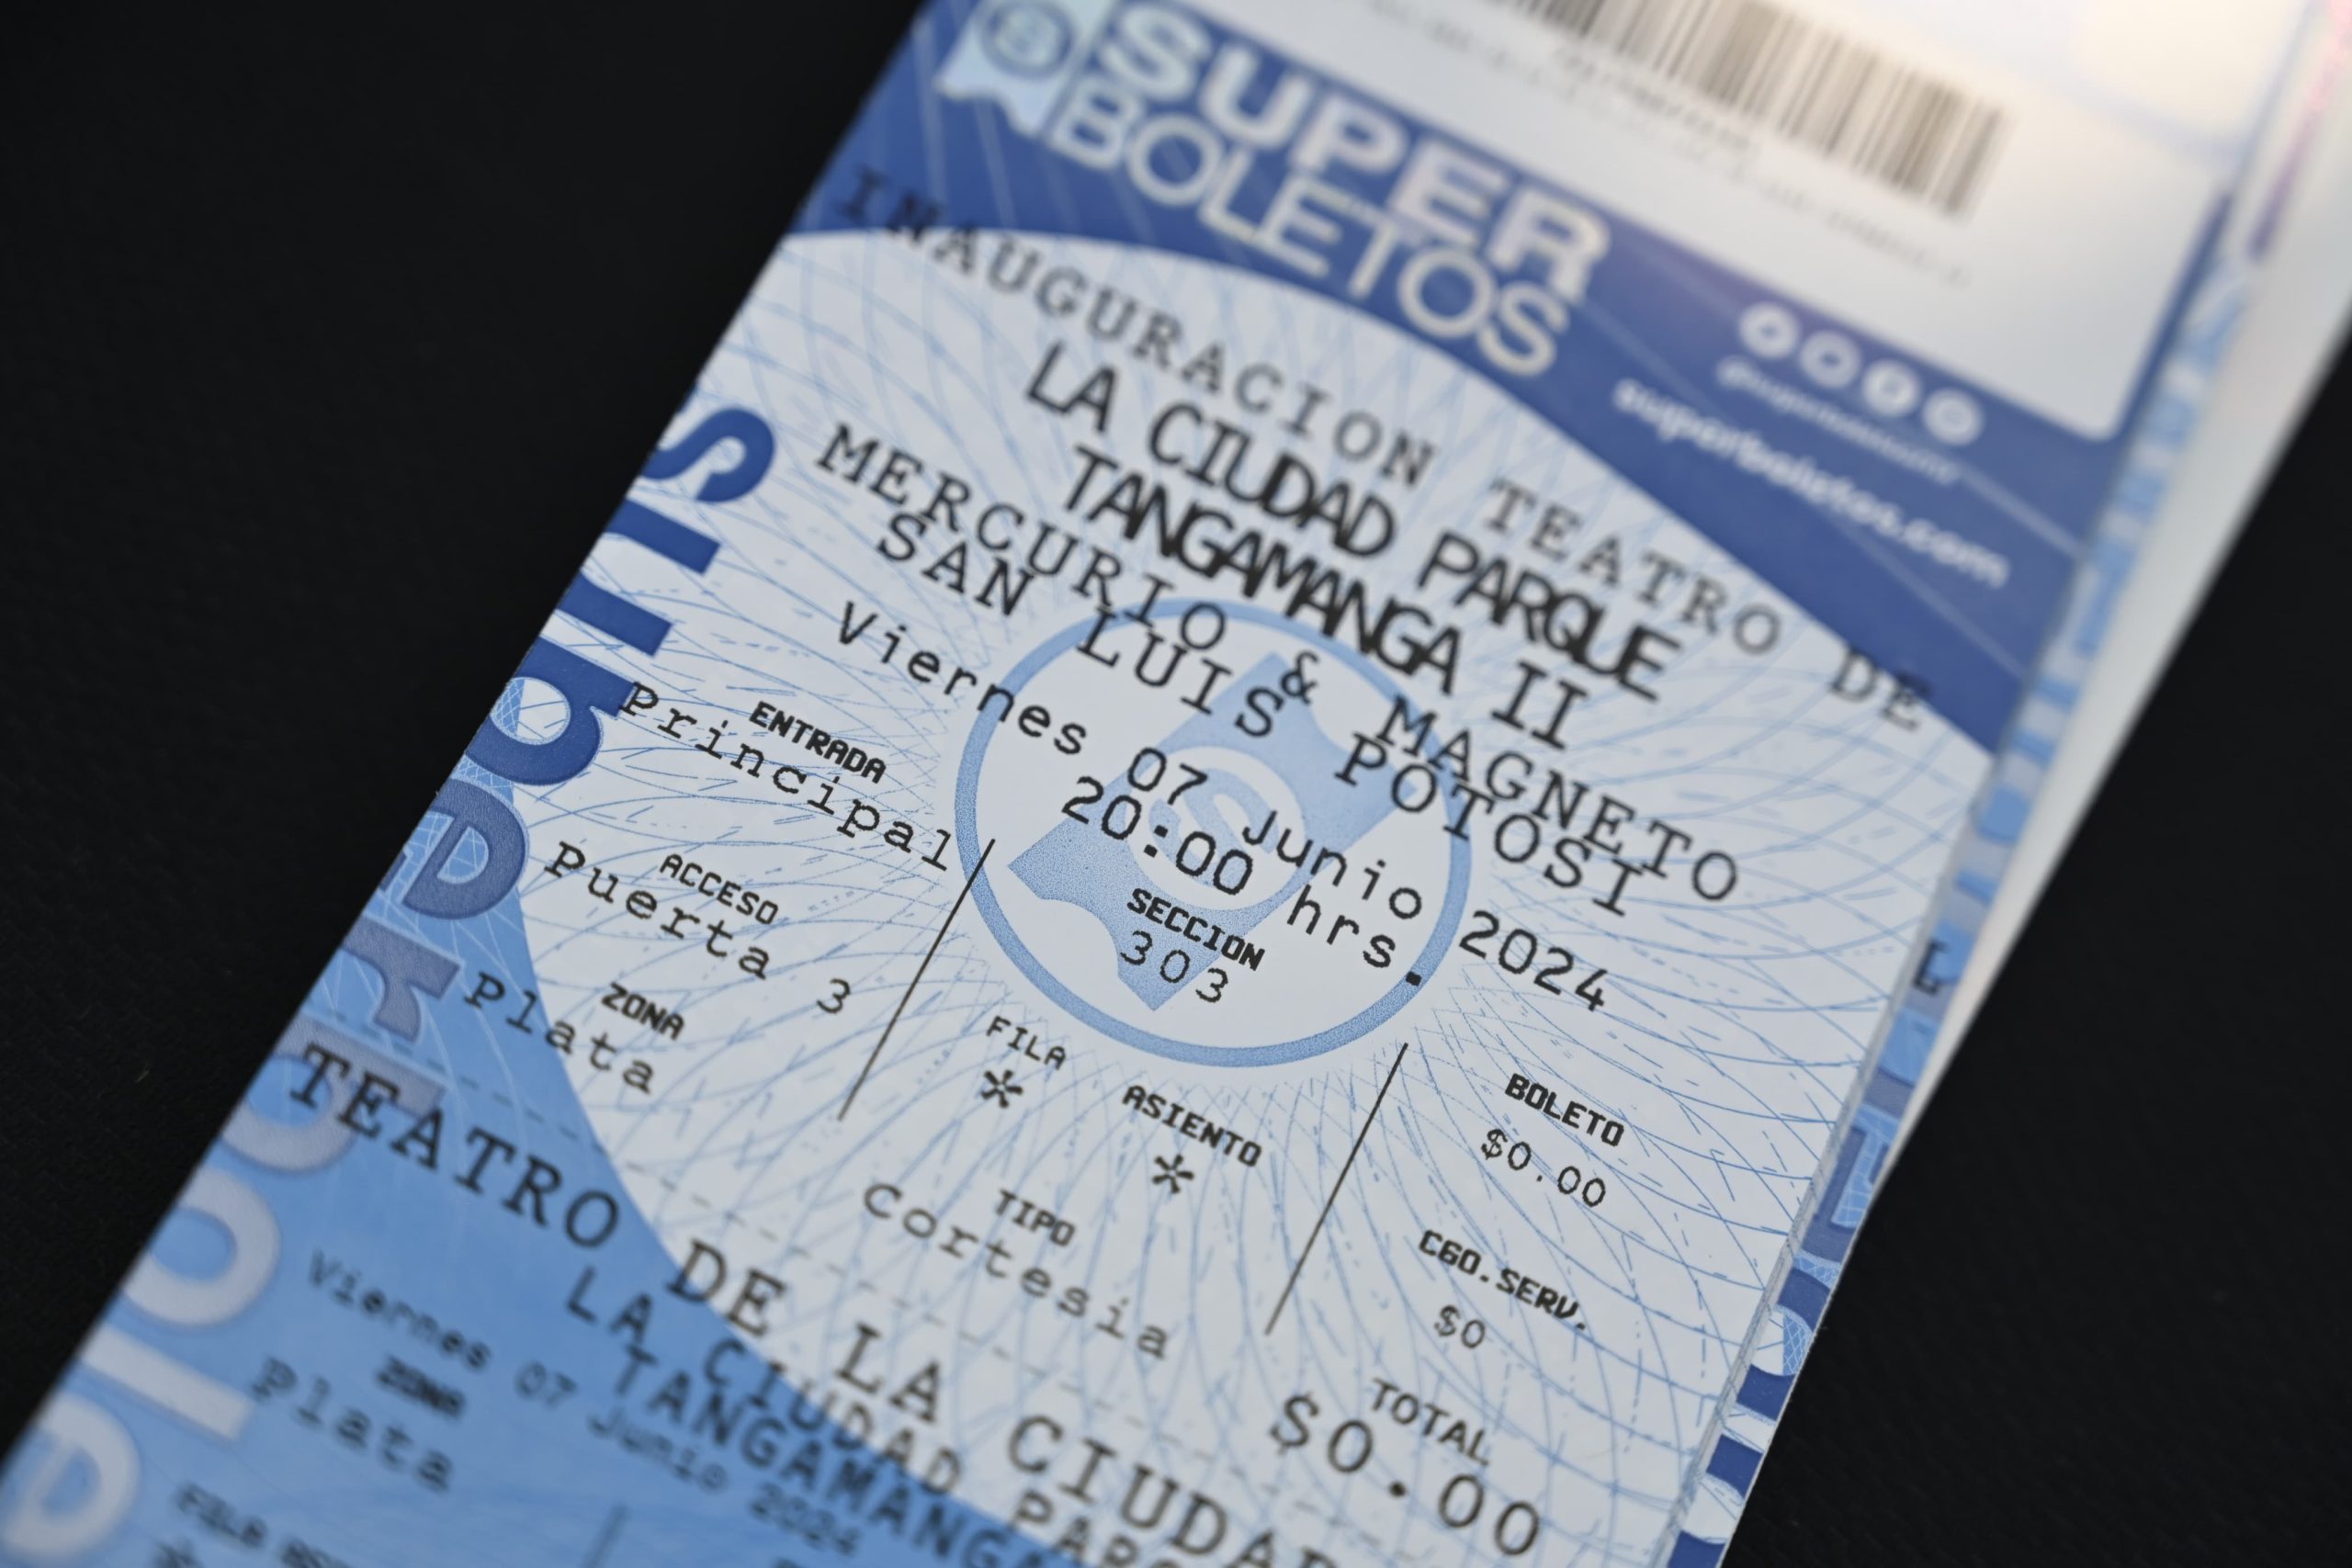 SUPER
BOLETOS
superboletos.com
INAUGURACION TEATRO DE
LA CIUDAD PARQUE
TANGAMANGA II
MERCURIO & MAGNETO
SAN LUIS POTOSI
Viernes 07 Junio 2024
20:00 hrs.
ENTRADA
Principal
ACCESO
Puerta 3
ZONA
Plata
SECCION
303
FILA
*
ASIENTO
*
TIPO
Cortesía
BOLETO
$0.00
CGO.SERV.
$0
TOTAL
$0.00
TEATRO DE LA CIUDAD
LA CIUDAD PARQ
TANGAMANGA
Viernes 07 Junio 2024
ZONA
Plata
FILA